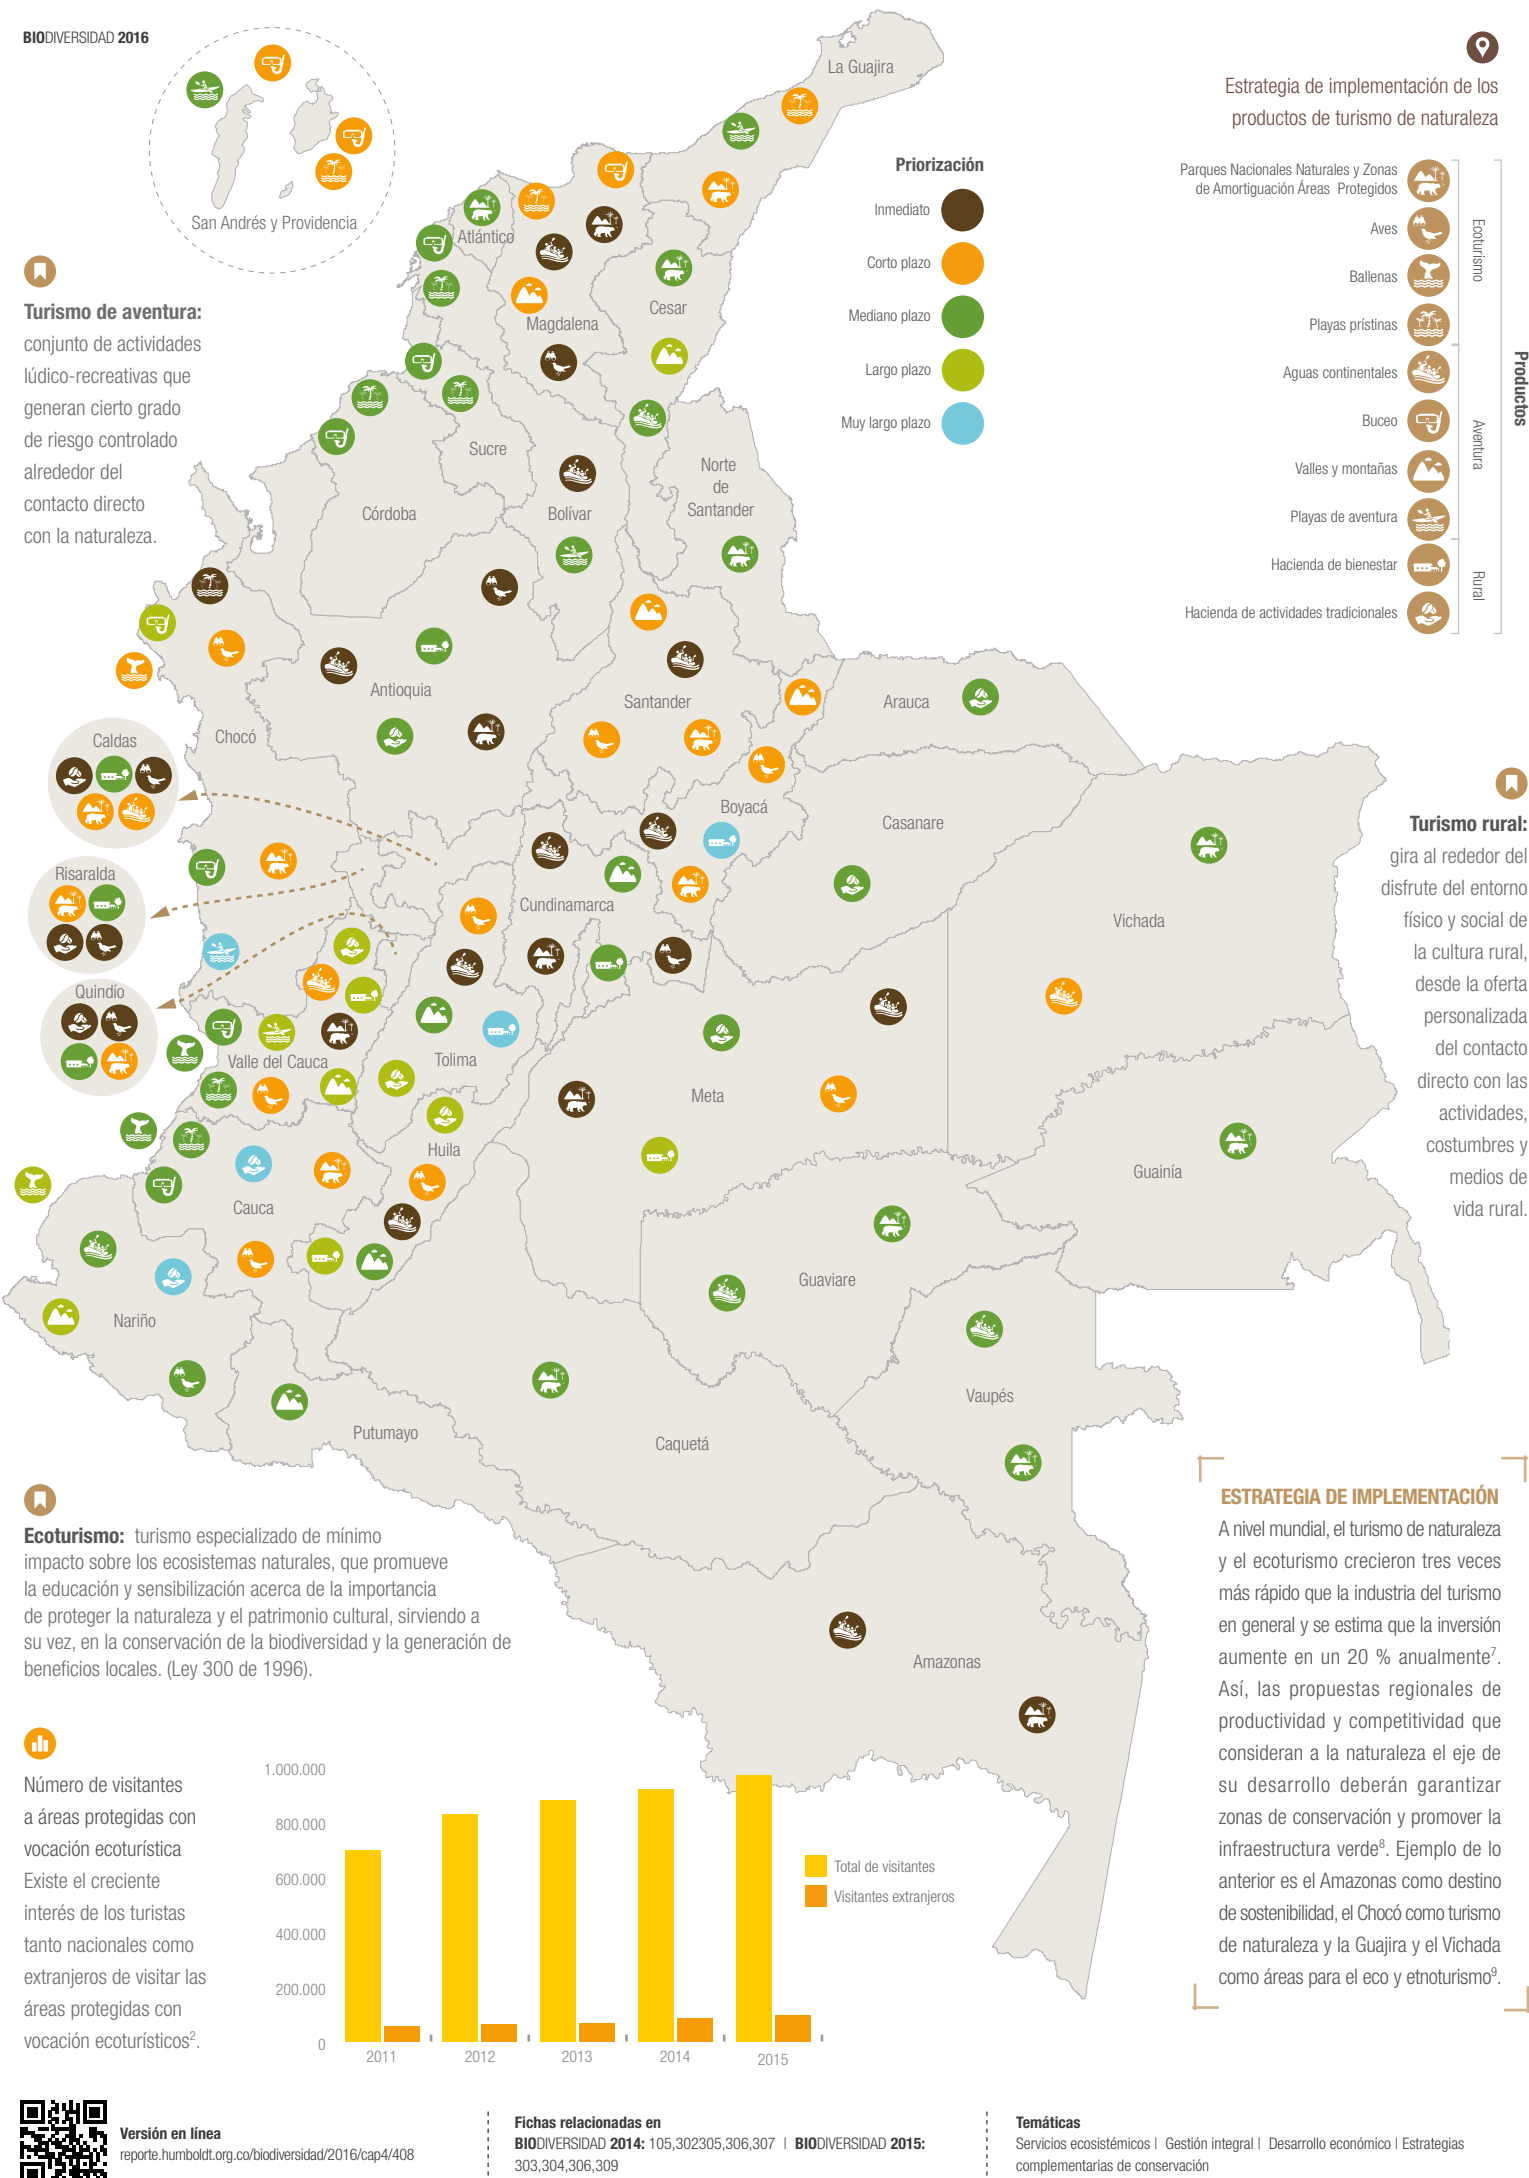 BIODIVERSIDAD 2016
San Andrés y Providencia
La Guajira
Estrategia de implementación de los
productos de turismo de naturaleza
Priorización
Inmediato
Corto plazo
Mediano plazo
Largo plazo
Muy largo plazo
Parques Nacionales Naturales y Zonas
de Amortiguación Áreas Protegidos
Aves
Ballenas
Playas prístinas
Aguas continentales
Buceo
Valles y montañas
Playas de aventura
Hacienda de bienestar
Hacienda de actividades tradicionales
Ecoturismo
Aventura
Rural
Productos
Turismo de aventura:
conjunto de actividades
lúdico-recreativas que
generan cierto grado
de riesgo controlado
alrededor del
contacto directo
con la naturaleza.
Atlántico
Magdalena
Cesar
Sucre
Córdoba
Bolívar
Norte
de
Santander
Antioquia
Santander
Arauca
Chocó
Caldas
Boyacá
Casanare
Risaralda
Cundinamarca
Vichada
Quindío
Valle del Cauca
Tolima
Meta
Huila
Guainía
Cauca
Guaviare
Nariño
Vaupés
Putumayo
Caquetá
Amazonas
Turismo rural:
gira al rededor del
disfrute del entorno
físico y social de
la cultura rural,
desde la oferta
personalizada
del contacto
directo con las
actividades,
costumbres y
medios de
vida rural.
Ecoturismo: turismo especializado de mínimo
impacto sobre los ecosistemas naturales, que promueve
la educación y sensibilización acerca de la importancia
de proteger la naturaleza y el patrimonio cultural, sirviendo a
su vez, en la conservación de la biodiversidad y la generación de
beneficios locales. (Ley 300 de 1996).
ESTRATEGIA DE IMPLEMENTACIÓN
A nivel mundial, el turismo de naturaleza
y el ecoturismo crecieron tres veces
más rápido que la industria del turismo
en general y se estima que la inversión
aumente en un 20 % anualmente7.
Así, las propuestas regionales de
productividad y competitividad que
consideran a la naturaleza el eje de
su desarrollo deberán garantizar
zonas de conservación y promover la
infraestructura verde8. Ejemplo de lo
anterior es el Amazonas como destino
de sostenibilidad, el Chocó como turismo
de naturaleza y la Guajira y el Vichada
como áreas para el eco y etnoturismo9.
Número de visitantes
a áreas protegidas con
vocación ecoturística
Existe el creciente
interés de los turistas
tanto nacionales como
extranjeros de visitar las
áreas protegidas con
vocación ecoturísticos2.
1.000.000
800.000
600.000
400.000
200.000
0
2011
2012
2013
2014
2015
Total de visitantes
Visitantes extranjeros
Versión en línea
reporte.humboldt.org.co/biodiversidad/2016/cap4/408
Fichas relacionadas en
BIODIVERSIDAD 2014: 105,302305,306,307 | BIODIVERSIDAD 2015:
303,304,306,309
Temáticas
Servicios ecosistémicos | Gestión integral | Desarrollo económico | Estrategias
complementarias de conservación